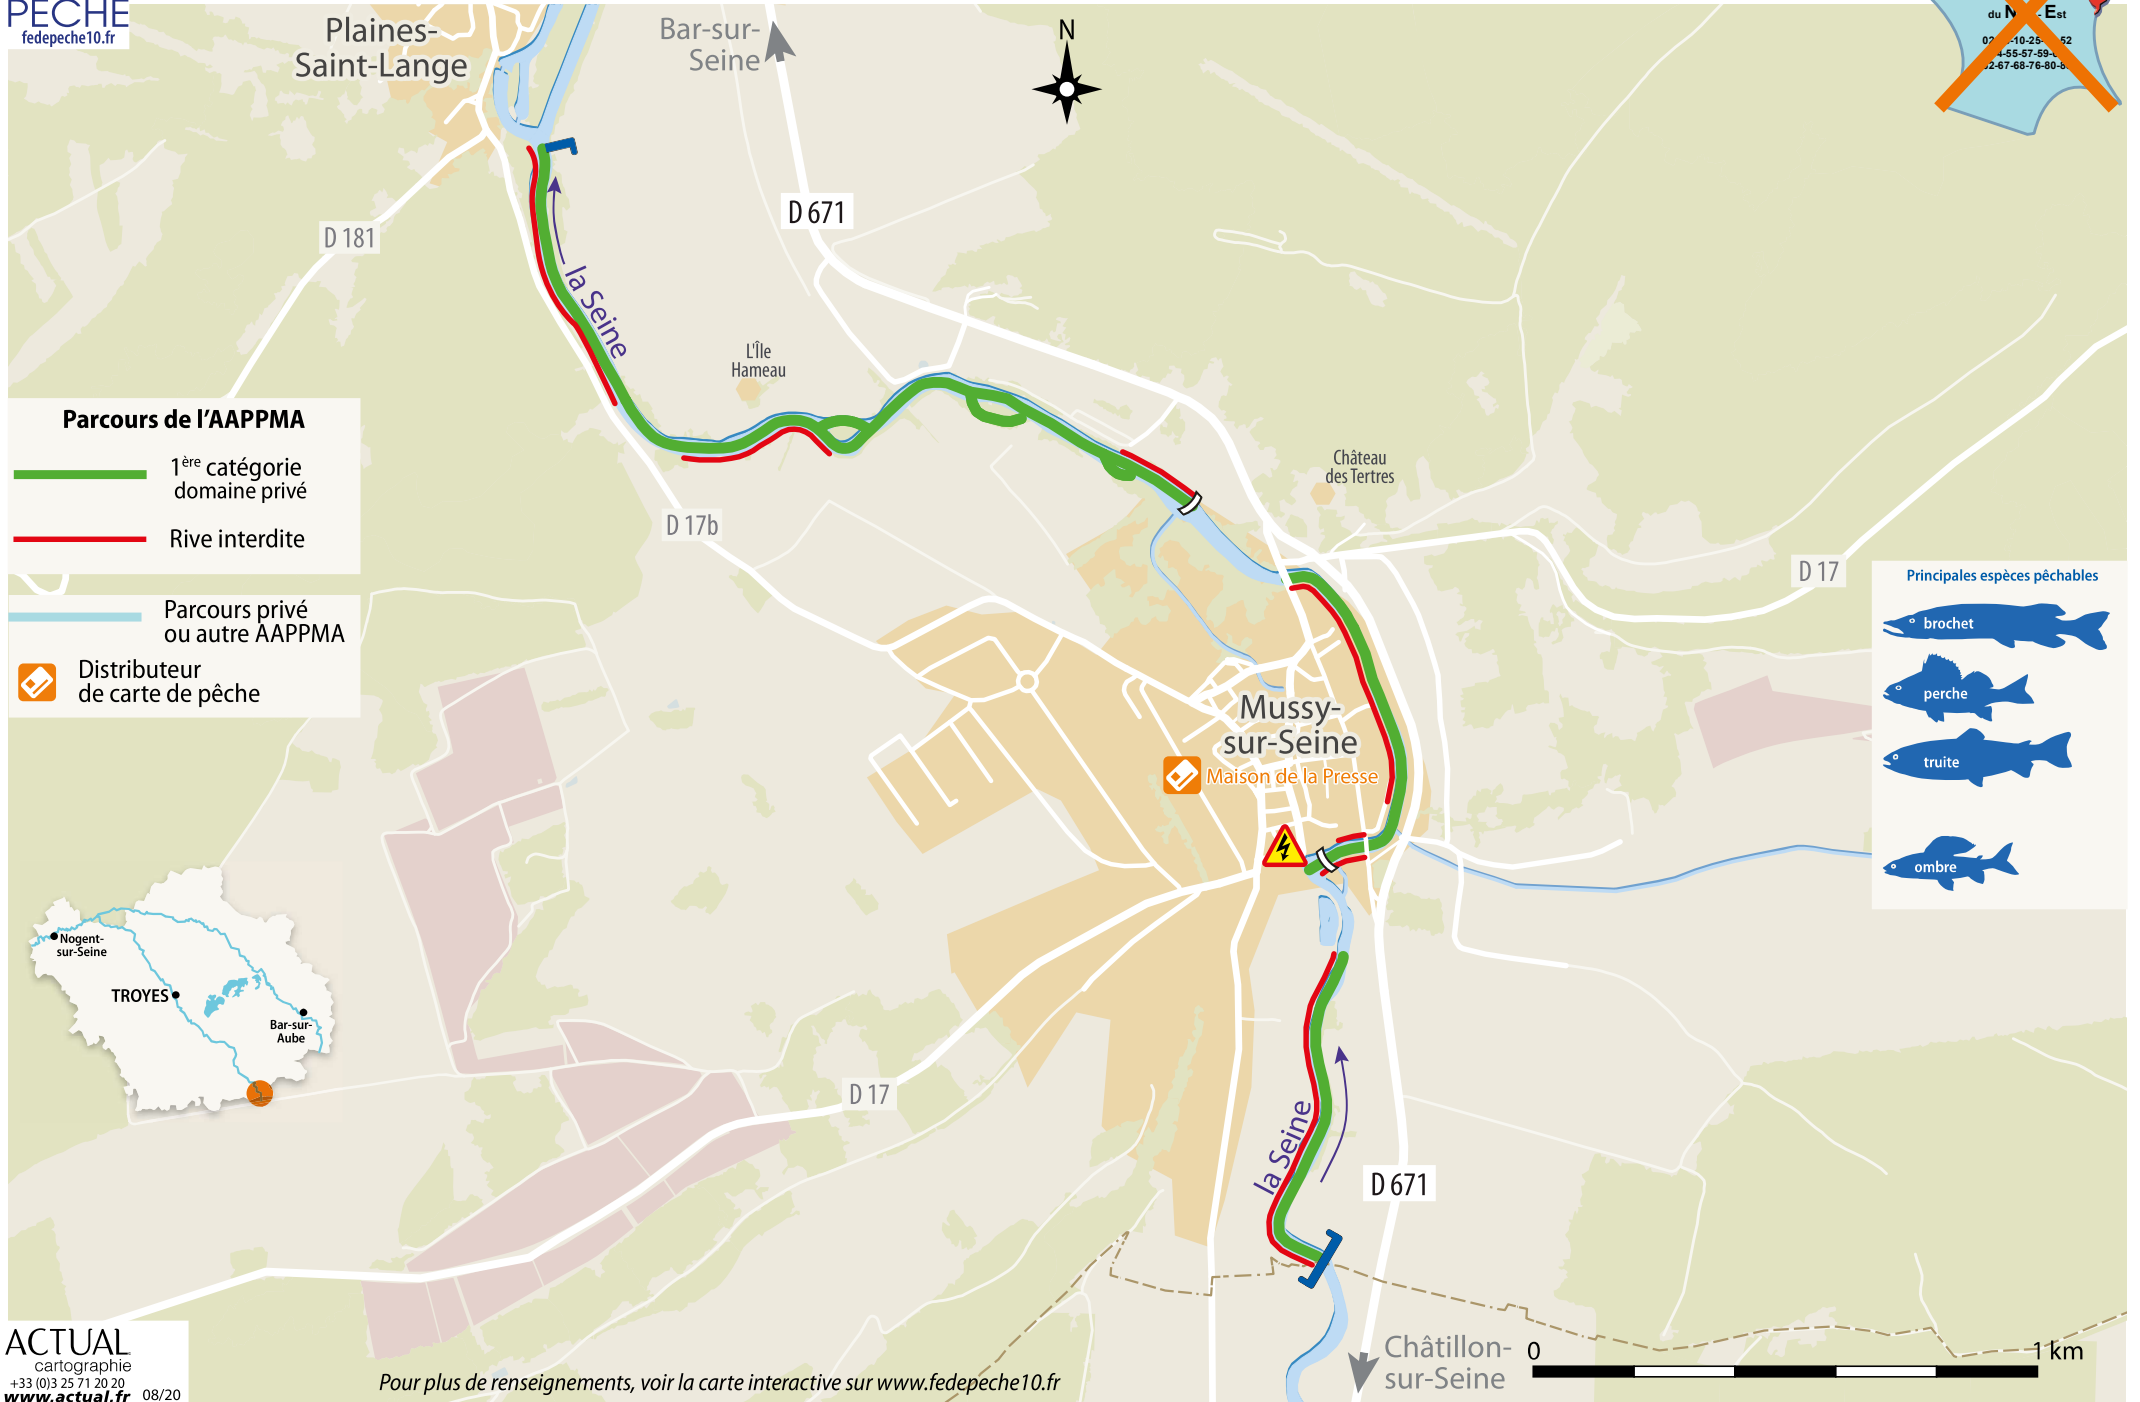 PECHE
fedepeche10.fr
Plaines-
Saint-Lange
Bar-sur-
Seine
N
D 671
D 181
la Seine
L'Île
Hameau
Château
des Tertres
D 17b
D 17
Parcours de l’AAPPMA
1ère catégorie
domaine privé
Rive interdite
Parcours privé
ou autre AAPPMA
Distributeur
de carte de pêche
Principales espèces pêchables
brochet
perche
truite
ombre
Mussy-
sur-Seine
Maison de la Presse
Nogent-
sur-Seine
TROYES
Bar-sur-
Aube
D 17
la Seine
D 671
Châtillon-
sur-Seine
0 1 km
ACTUAL
cartographie
+33 (0)3 25 71 20 20
www.actual.fr 08/20
Pour plus de renseignements, voir la carte interactive sur www.fedepeche10.fr
du Est